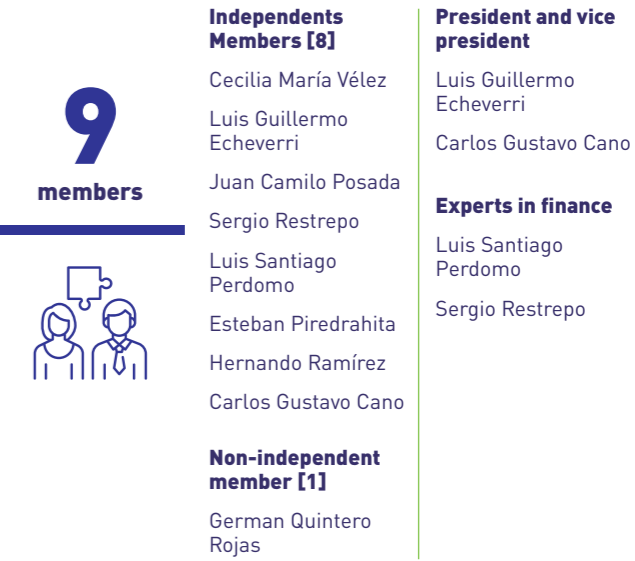 9
members
Independents
Members [8]
Cecilia María Vélez
Luis Guillermo
Echeverri
Juan Camilo Posada
Sergio Restrepo
Luis Santiago
Perdomo
Esteban Piredrahita
Hernando Ramírez
Carlos Gustavo Cano
Non-independent
member [1]
German Quintero
Rojas
President and vice
president
Luis Guillermo
Echeverri
Carlos Gustavo Cano
Experts in finance
Luis Santiago
Perdomo
Sergio Restrepo